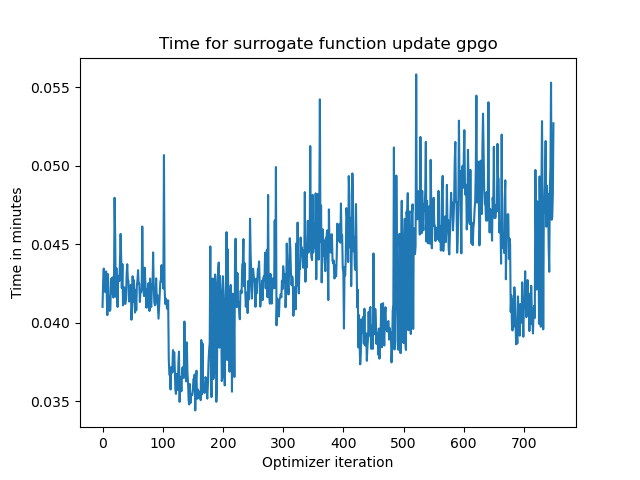 Time for surrogate function update gpgo
0.055
0.050
0.045
0.040
0.035
Time in minutes
0 100 200 300 400 500 600 700
Optimizer iteration